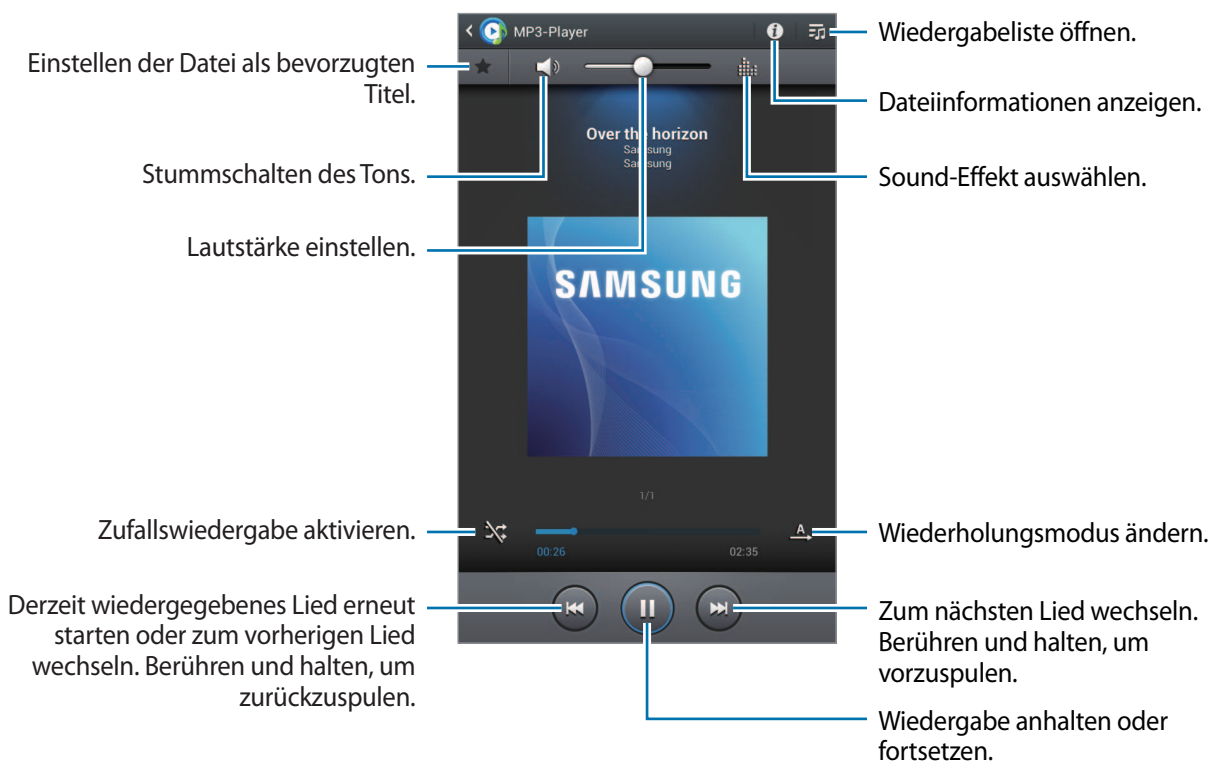 MP3-Player
Wiedergabeliste öffnen.
Einstellen der Datei als bevorzugten
Titel.
Dateiinformationen anzeigen.
Over the horizon
Samsung
Samsung
Stummschalten des Tons.
Sound-Effekt auswählen.
Lautstärke einstellen.
SAMSUNG
1/1
Zufallswiedergabe aktivieren.
A
Wiederholungsmodus ändern.
00:26
02:35
Derzeit wiedergegebenes Lied erneut
starten oder zum vorherigen Lied
wechseln. Berühren und halten, um
zurückzuspulen.
Zum nächsten Lied wechseln.
Berühren und halten, um
vorzuspulen.
Wiedergabe anhalten oder
fortsetzen.